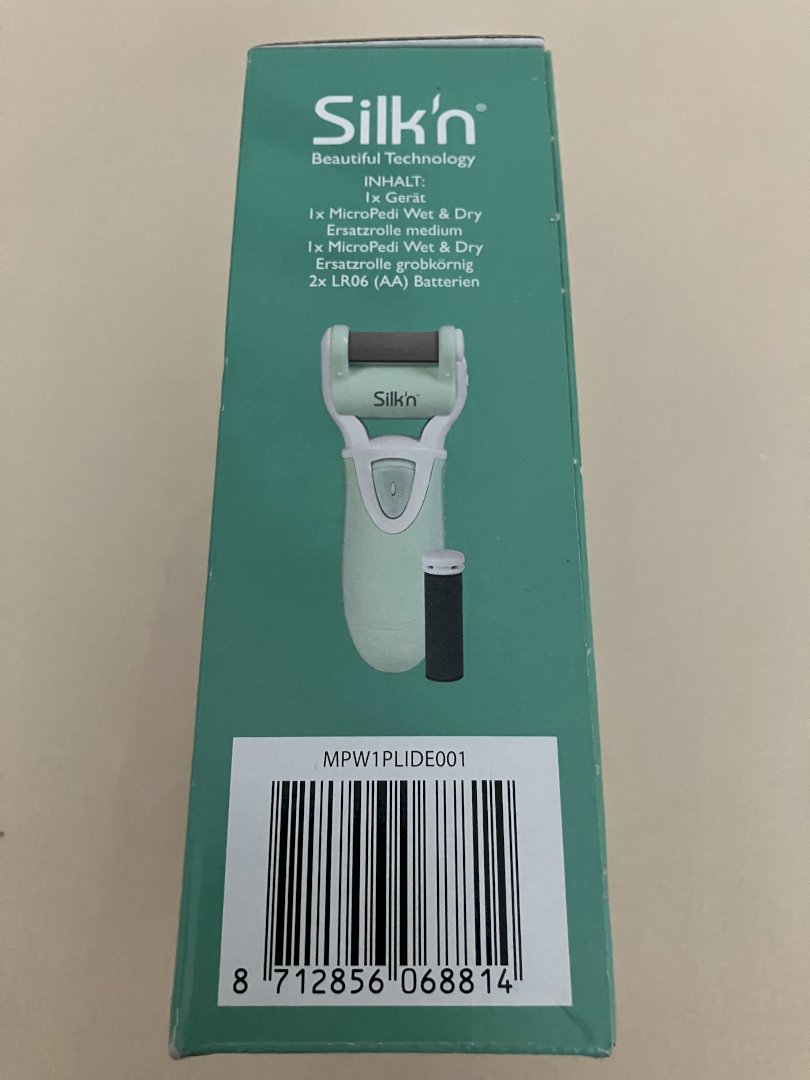 Silk'n®
Beautiful Technology
INHALT:
1x Gerät
1x MicroPedi Wet & Dry
Ersatzrolle medium
1x MicroPedi Wet & Dry
Ersatzrolle grobkörnig
2x LR06 (AA) Batterien
Silk'n
MPW1PLIDE001
8 712856 068814